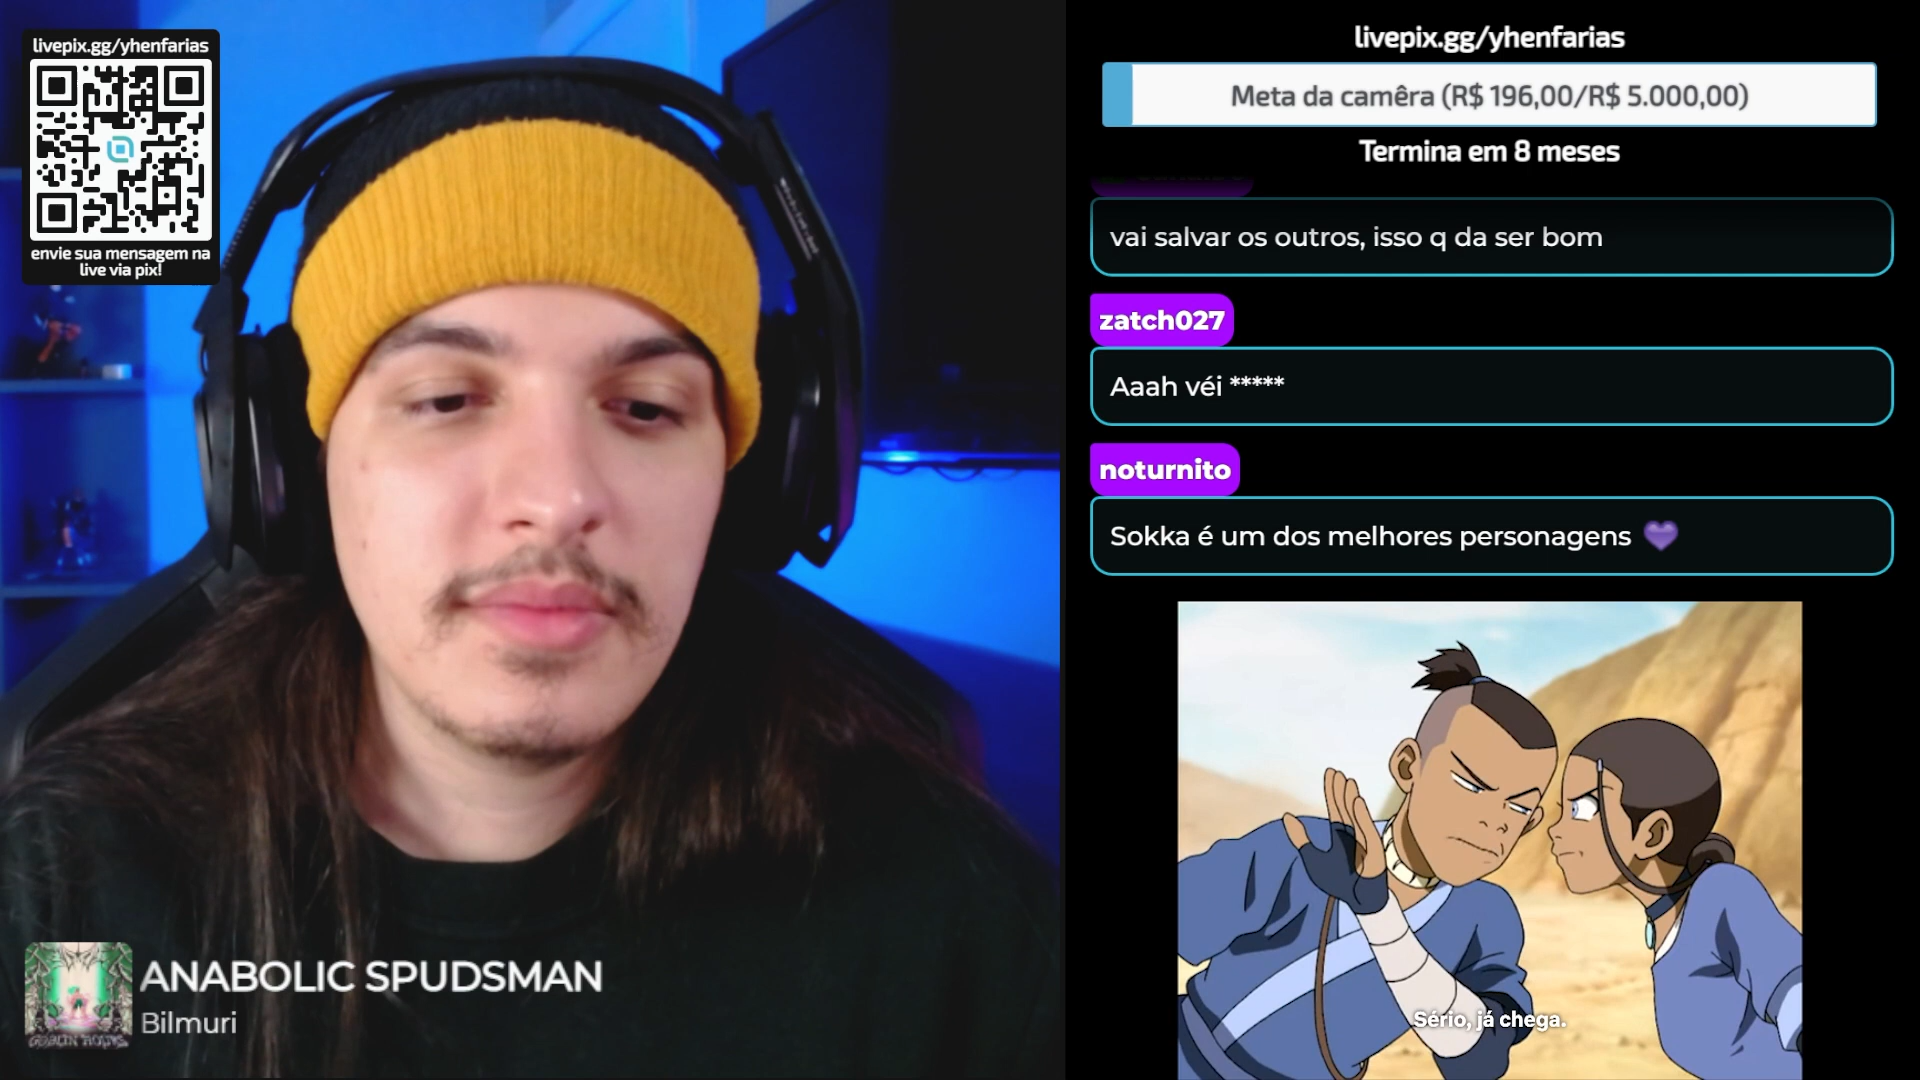 livepix.gg/yhenfarias
envie sua mensagem na
live via pix!
ANABOLIC SPUDSMAN
Bilmuri
livepix.gg/yhenfarias
Meta da camêra (R$ 196,00/R$ 5.000,00)
Termina em 8 meses
vai salvar os outros, isso q da ser bom
zatch027
Aaah véi *****
noturnito
Sokka é um dos melhores personagens 💜
Sério, já chega.